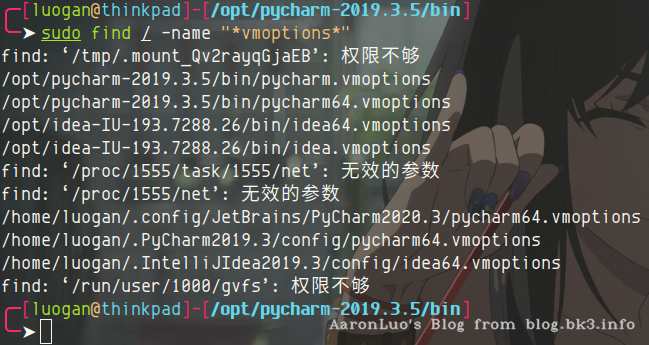 [luogan@thinkpad]-[/opt/pycharm-2019.3.5/bin]
➤ sudo find / -name "*vmoptions*"
find: ‘/tmp/.mount_Qv2rayqGjaEB’: 权限不够
/opt/pycharm-2019.3.5/bin/pycharm.vmoptions
/opt/pycharm-2019.3.5/bin/pycharm64.vmoptions
/opt/idea-IU-193.7288.26/bin/idea64.vmoptions
/opt/idea-IU-193.7288.26/bin/idea.vmoptions
find: ‘/proc/1555/task/1555/net’: 无效的参数
find: ‘/proc/1555/net’: 无效的参数
/home/luogan/.config/JetBrains/PyCharm2020.3/pycharm64.vmoptions
/home/luogan/.PyCharm2019.3/config/pycharm64.vmoptions
/home/luogan/.IntelliJIdea2019.3/config/idea64.vmoptions
find: ‘/run/user/1000/gvfs’: 权限不够
[luogan@thinkpad]-[/opt/pycharm-2019.3.5/bin]
➤
AaronLuo's Blog from blog.bk3.info